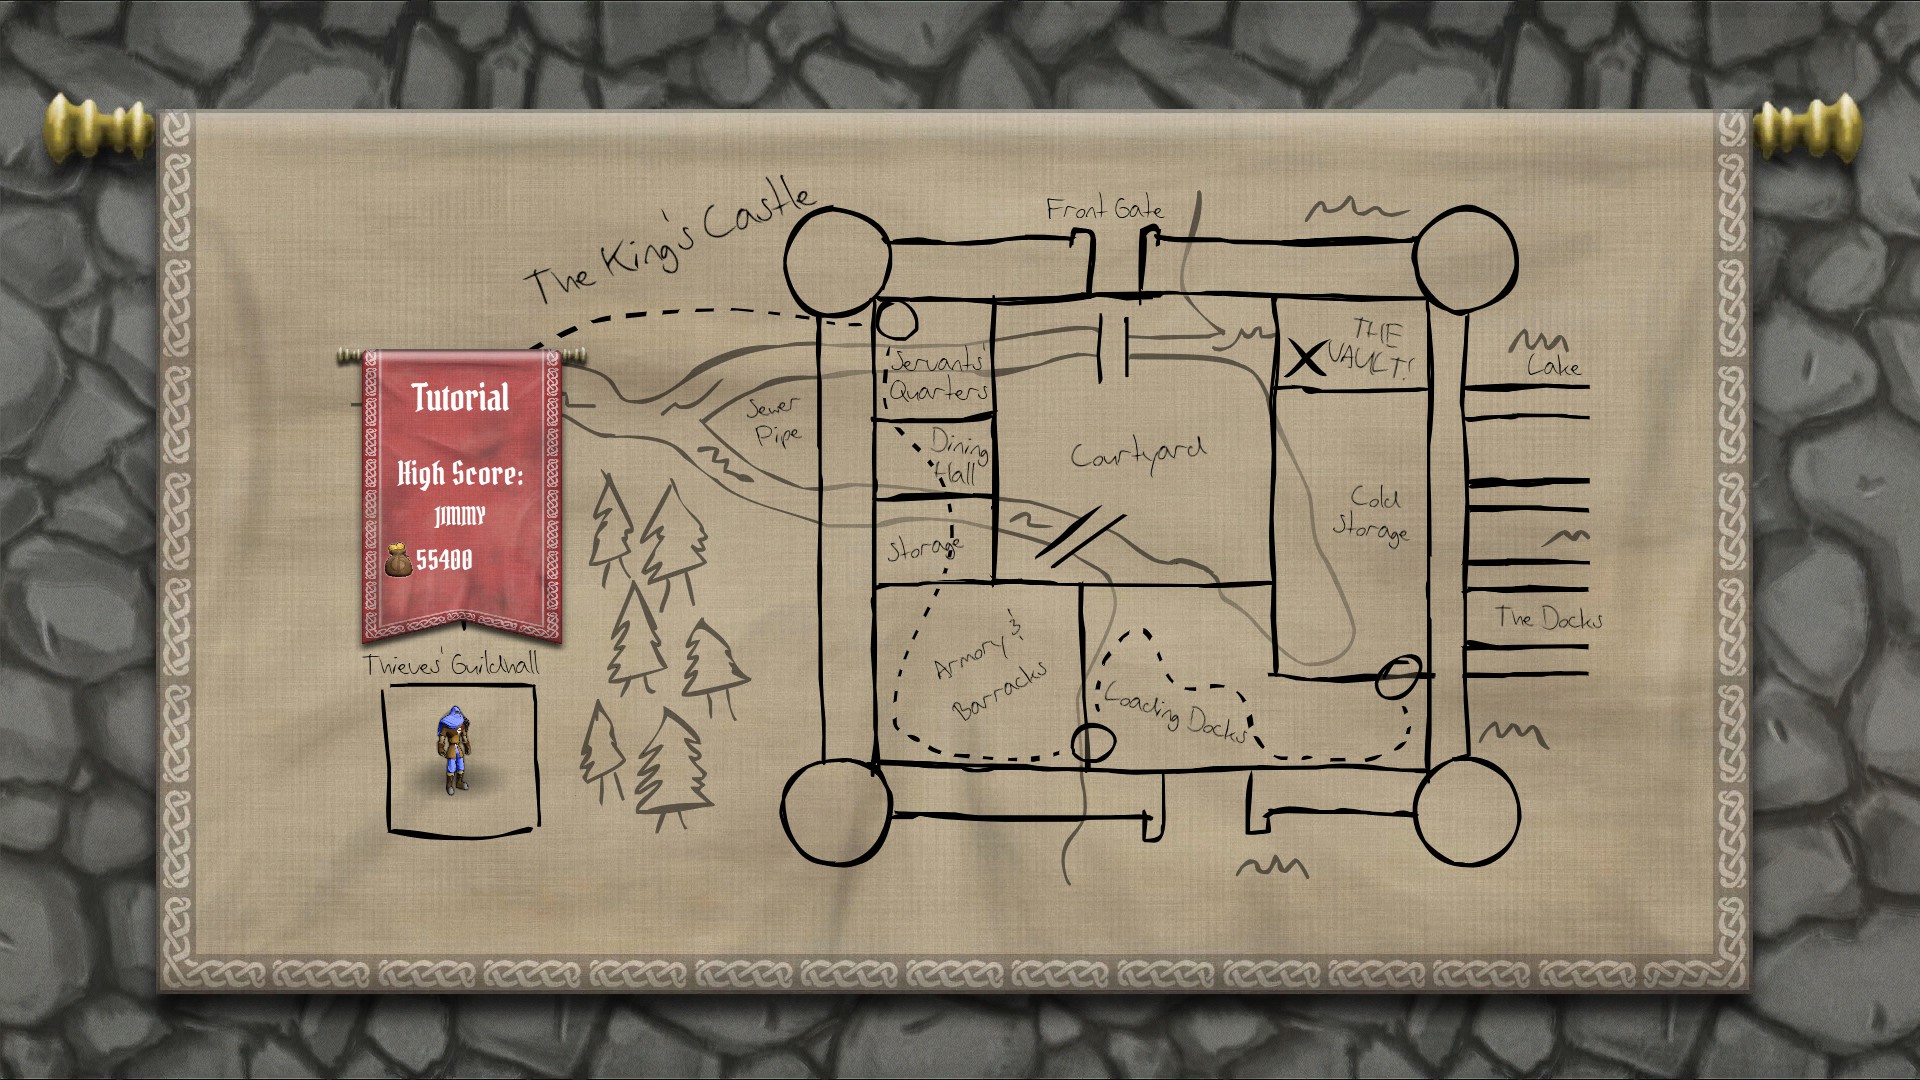 The King's Castle
Front Gate
Tutorial
High Score:
JIMMY
55400
Thieves' Guildhall
Sewer
Pipe
Servants'
Quarters
Dining
Hall
Storage
Courtyard
THE
VAULT!
Cold
Storage
Lake
The Docks
Armory &
Barracks
Loading Docks